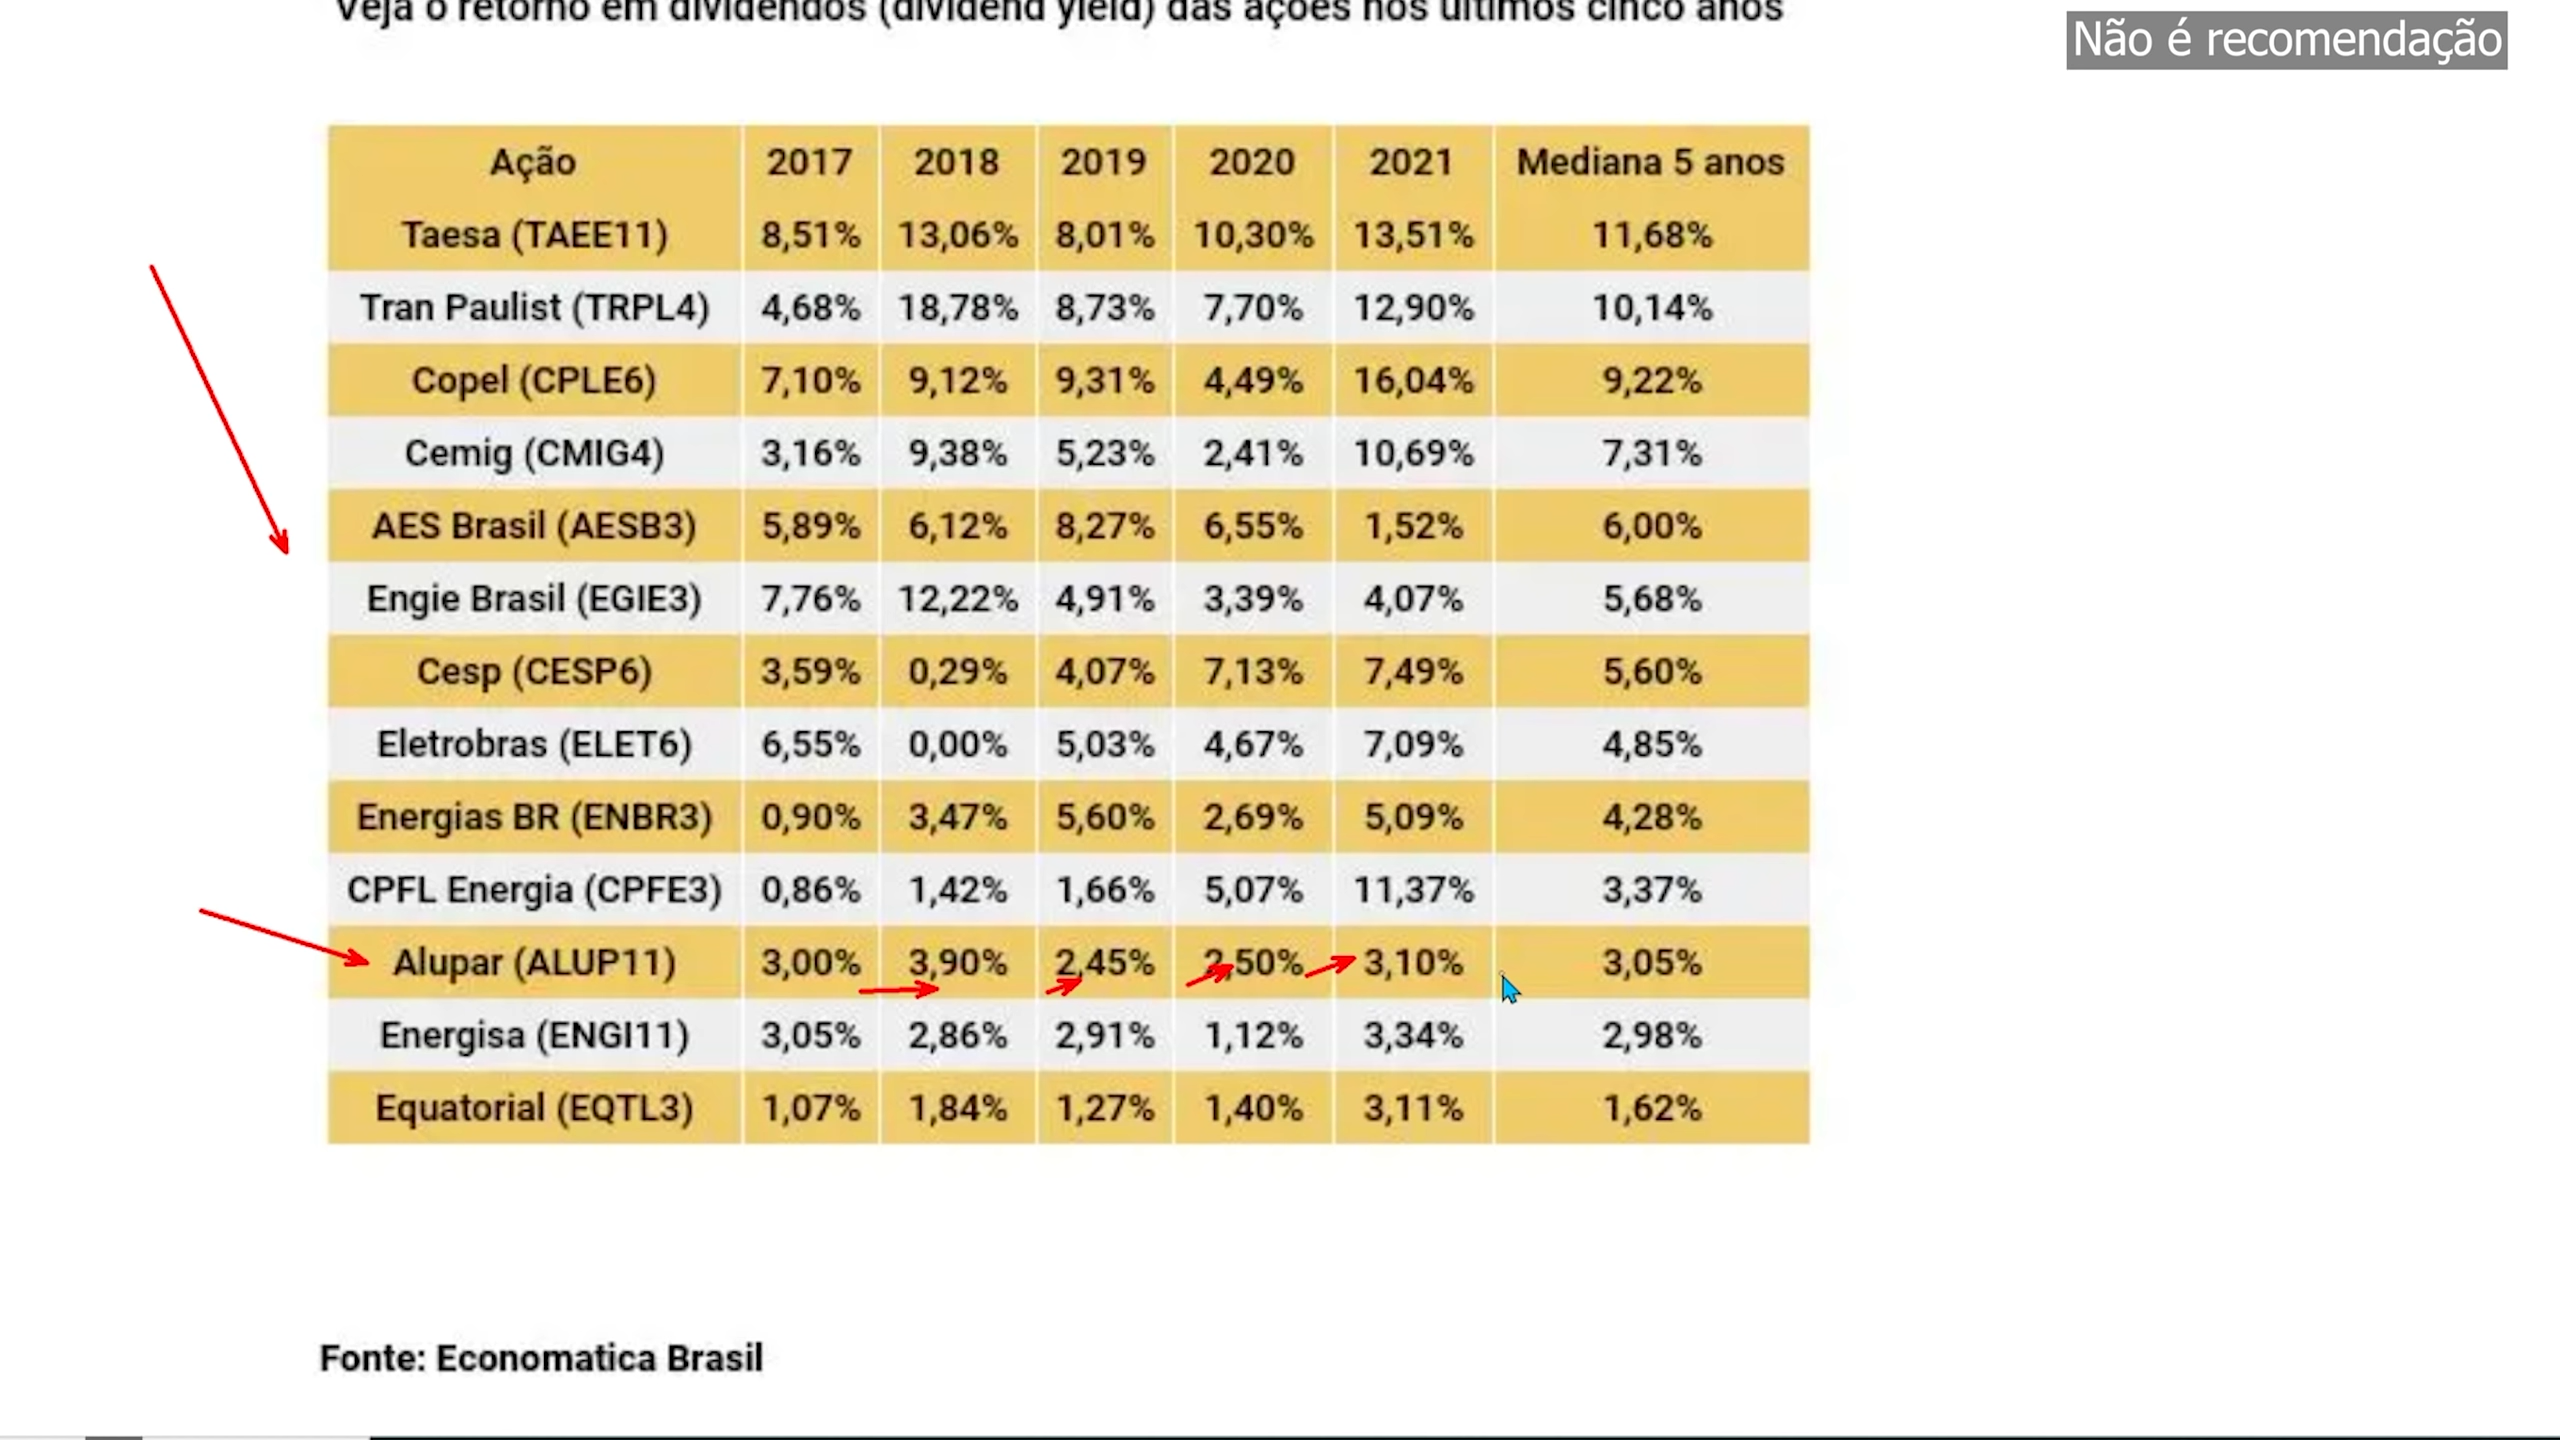 Veja o retorno em dividendos (dividend yield) das ações nos últimos cinco anos
Não é recomendação
Ação 2017 2018 2019 2020 2021 Mediana 5 anos
Taesa (TAEE11) 8,51% 13,06% 8,01% 10,30% 13,51% 11,68%
Tran Paulist (TRPL4) 4,68% 18,78% 8,73% 7,70% 12,90% 10,14%
Copel (CPLE6) 7,10% 9,12% 9,31% 4,49% 16,04% 9,22%
Cemig (CMIG4) 3,16% 9,38% 5,23% 2,41% 10,69% 7,31%
AES Brasil (AESB3) 5,89% 6,12% 8,27% 6,55% 1,52% 6,00%
Engie Brasil (EGIE3) 7,76% 12,22% 4,91% 3,39% 4,07% 5,68%
Cesp (CESP6) 3,59% 0,29% 4,07% 7,13% 7,49% 5,60%
Eletrobras (ELET6) 6,55% 0,00% 5,03% 4,67% 7,09% 4,85%
Energias BR (ENBR3) 0,90% 3,47% 5,60% 2,69% 5,09% 4,28%
CPFL Energia (CPFE3) 0,86% 1,42% 1,66% 5,07% 11,37% 3,37%
Alupar (ALUP11) 3,00% 3,90% 2,45% 2,50% 3,10% 3,05%
Energisa (ENGI11) 3,05% 2,86% 2,91% 1,12% 3,34% 2,98%
Equatorial (EQTL3) 1,07% 1,84% 1,27% 1,40% 3,11% 1,62%
Fonte: Economatica Brasil